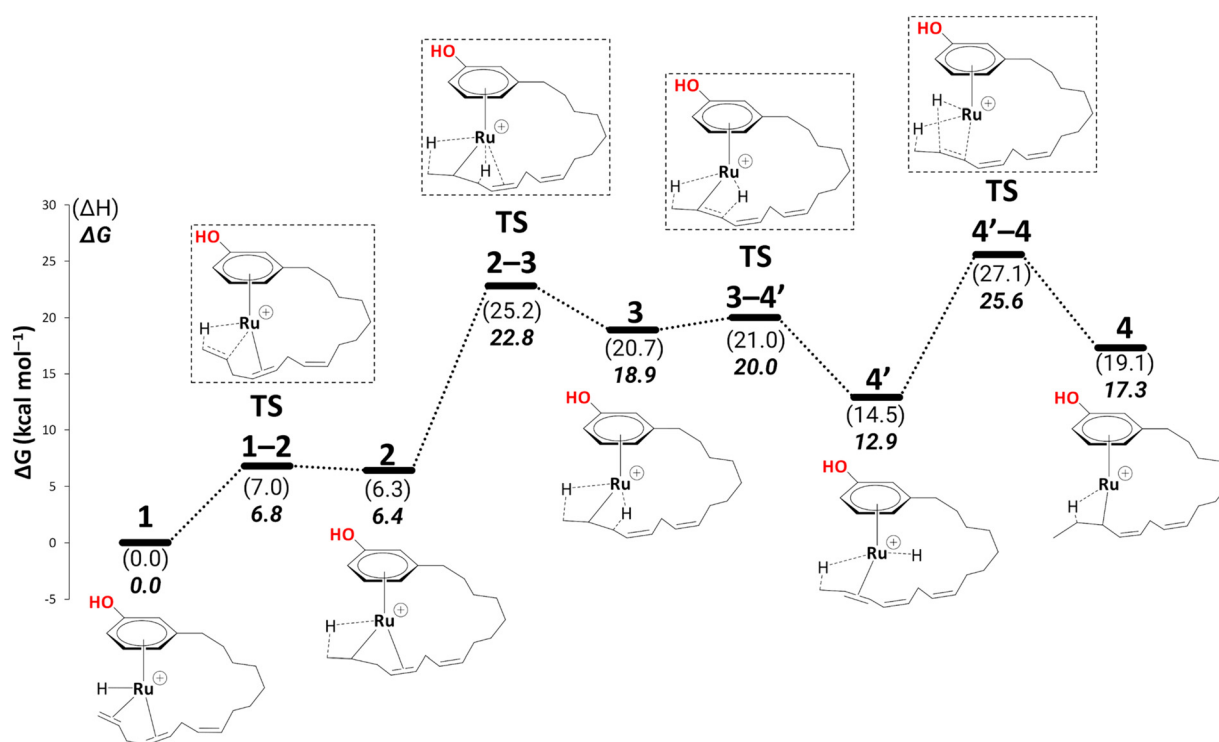 HO
Ru
+
H
H
TS
2–3
(25.2)
22.8
HO
Ru
+
H
H
TS
3–4'
(21.0)
20.0
HO
H
H
Ru
+
TS
4'–4
(27.1)
25.6
30
25
20
15
10
5
0
-5
ΔG (kcal mol⁻¹)
(ΔH)
ΔG
HO
Ru
+
H
TS
1–2
(7.0)
6.8
1
(0.0)
0.0
2
(6.3)
6.4
3
(20.7)
18.9
4'
(14.5)
12.9
4
(19.1)
17.3
HO
H
Ru
+
HO
Ru
+
H
HO
Ru
+
H
H
HO
Ru
+
H
H
HO
Ru
+
H